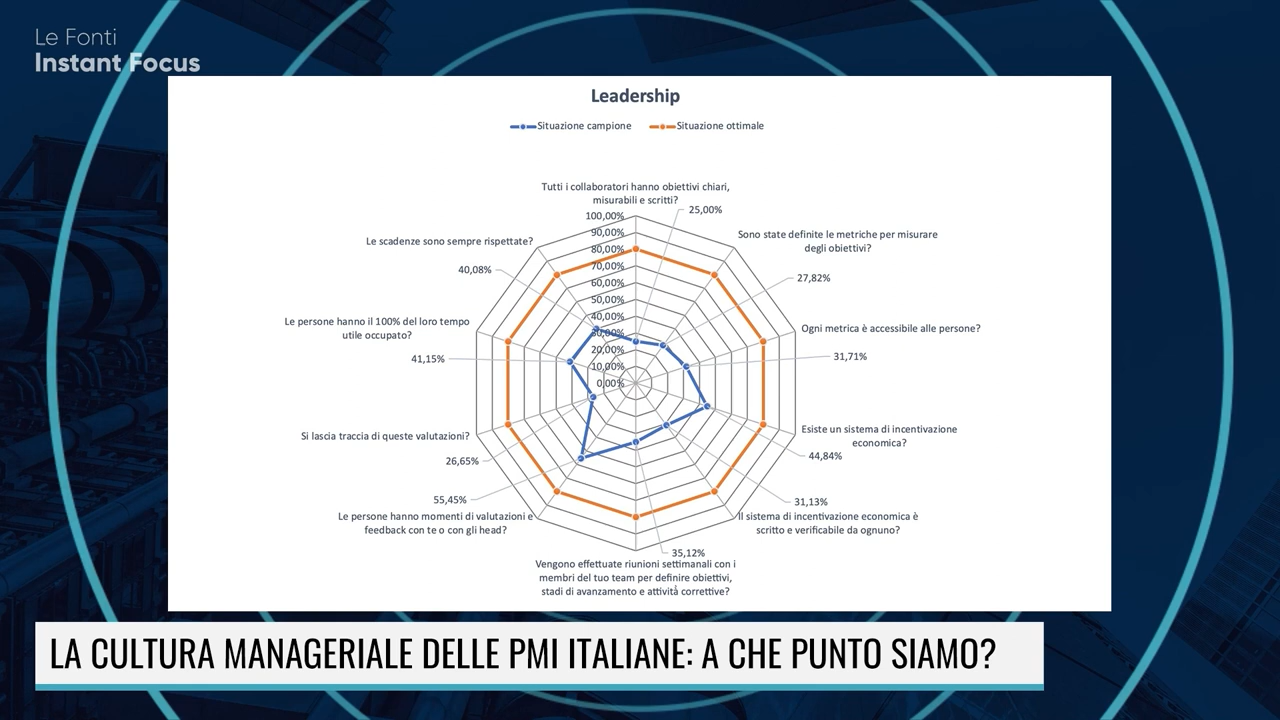 Le Fonti
Instant Focus
Leadership
Situazione campione
Situazione ottimale
Tutti i collaboratori hanno obiettivi chiari,
misurabili e scritti?
25,00%
Sono state definite le metriche per misurare
degli obiettivi?
27,82%
Ogni metrica è accessibile alle persone?
31,71%
Esiste un sistema di incentivazione
economica?
44,84%
31,13%
Il sistema di incentivazione economica è
scritto e verificabile da ognuno?
35,12%
Vengono effettuate riunioni settimanali con i
membri del tuo team per definire obiettivi,
stadi di avanzamento e attività correttive?
55,45%
Le persone hanno momenti di valutazioni e
feedback con te o con gli head?
Si lascia traccia di queste valutazioni?
26,65%
Le persone hanno il 100% del loro tempo
utile occupato?
41,15%
Le scadenze sono sempre rispettate?
40,08%
100,00%
90,00%
80,00%
70,00%
60,00%
50,00%
40,00%
30,00%
20,00%
10,00%
0,00%
LA CULTURA MANAGERIALE DELLE PMI ITALIANE: A CHE PUNTO SIAMO?